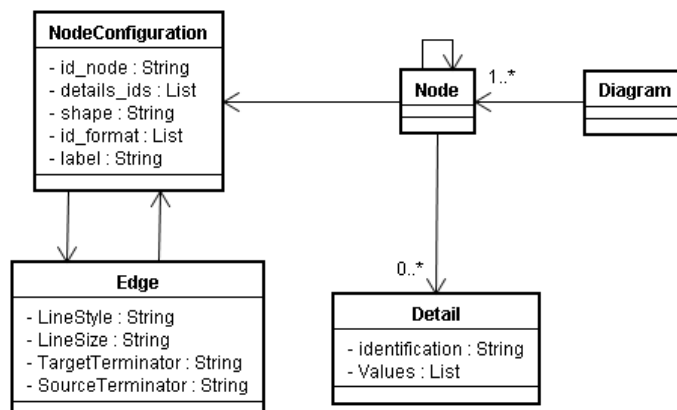 NodeConfiguration
- id_node : String
- details_ids : List
- shape : String
- id_format : List
- label : String
Node
1..*
Diagram
0..*
Edge
- LineStyle : String
- LineSize : String
- TargetTerminator : String
- SourceTerminator : String
Detail
- identification : String
- Values : List